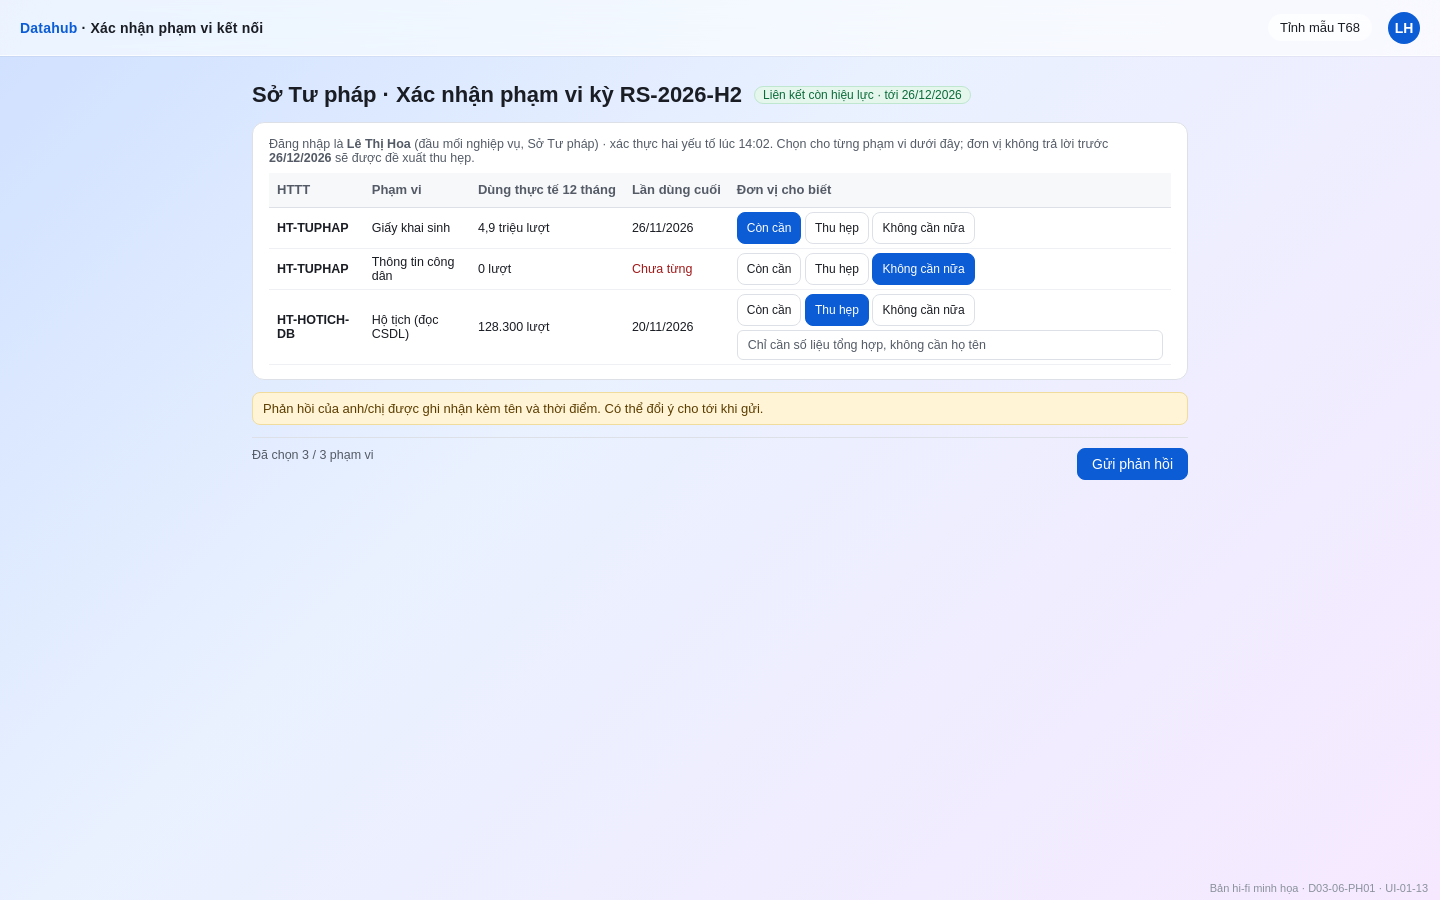 Datahub · Xác nhận phạm vi kết nối
Tỉnh mẫu T68
LH
Sở Tư pháp · Xác nhận phạm vi kỳ RS-2026-H2
Liên kết còn hiệu lực · tới 26/12/2026
Đăng nhập là Lê Thị Hoa (đầu mối nghiệp vụ, Sở Tư pháp) · xác thực hai yếu tố lúc 14:02. Chọn cho từng phạm vi dưới đây; đơn vị không trả lời trước
26/12/2026 sẽ được đề xuất thu hẹp.
HTTT Phạm vi Dùng thực tế 12 tháng Lần dùng cuối Đơn vị cho biết
HT-TUPHAP Giấy khai sinh 4,9 triệu lượt 26/11/2026 Còn cần Thu hẹp Không cần nữa
HT-TUPHAP Thông tin công dân 0 lượt Chưa từng Còn cần Thu hẹp Không cần nữa
HT-HOTICH-DB Hộ tịch (đọc CSDL) 128.300 lượt 20/11/2026 Còn cần Thu hẹp Không cần nữa
Chỉ cần số liệu tổng hợp, không cần họ tên
Phản hồi của anh/chị được ghi nhận kèm tên và thời điểm. Có thể đổi ý cho tới khi gửi.
Đã chọn 3 / 3 phạm vi
Gửi phản hồi
Bản hi-fi minh họa · D03-06-PH01 · UI-01-13